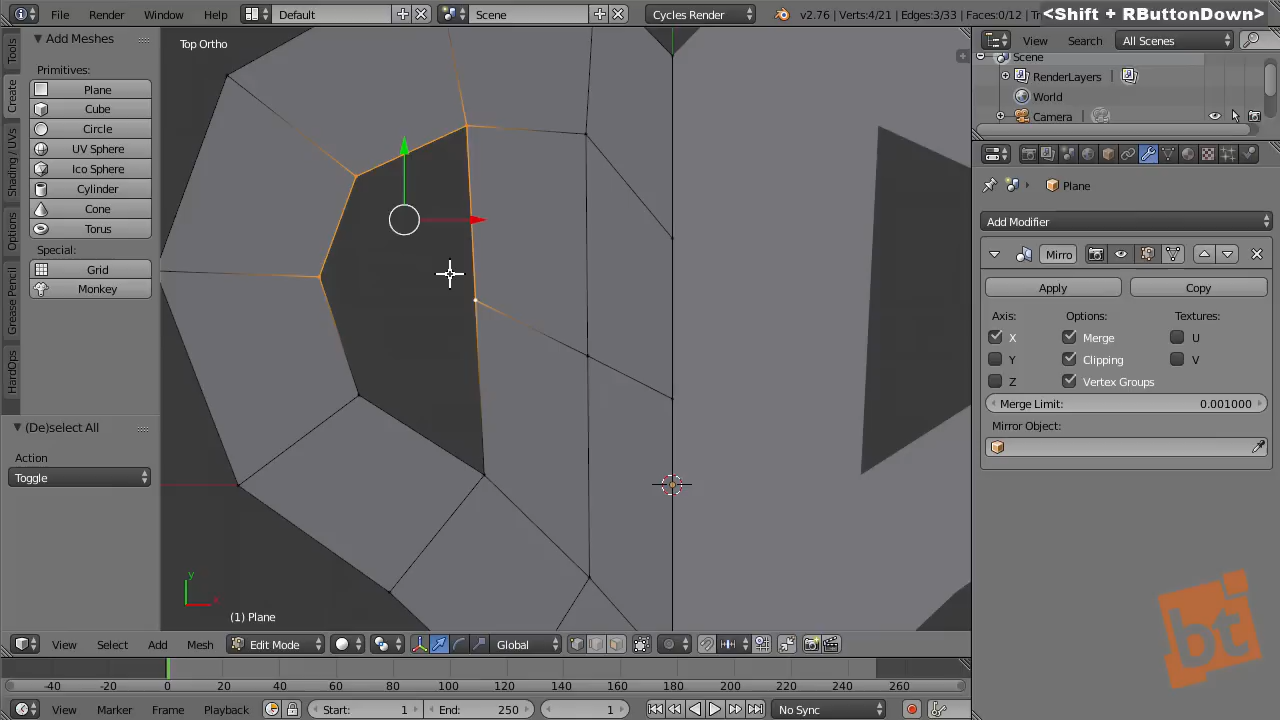 File Render Window Help Default Scene Cycles Render v2.76 | Verts:4/21 | Edges:3/33 | Faces:0/12 | Tr
<Shift + RButtonDown>
Tools
Create
Shading / UVs
Options
Grease Pencil
HardOps
Add Meshes
Primitives:
Plane
Cube
Circle
UV Sphere
Ico Sphere
Cylinder
Cone
Torus
Special:
Grid
Monkey
(De)select All
Action
Toggle
Top Ortho
y
x
(1) Plane
View Select Add Mesh Edit Mode Global
-40 -20 0 20 40 60 80 100 120 140 160 180 200 220 240 260
View Marker Frame Playback Start: 1 End: 250 1 No Sync
View Search All Scenes
Scene
RenderLayers
World
Camera
Plane
Add Modifier
Mirro
Apply Copy
Axis: Options: Textures:
X Merge U
Y Clipping V
Z Vertex Groups
Merge Limit: 0.001000
Mirror Object:
bt